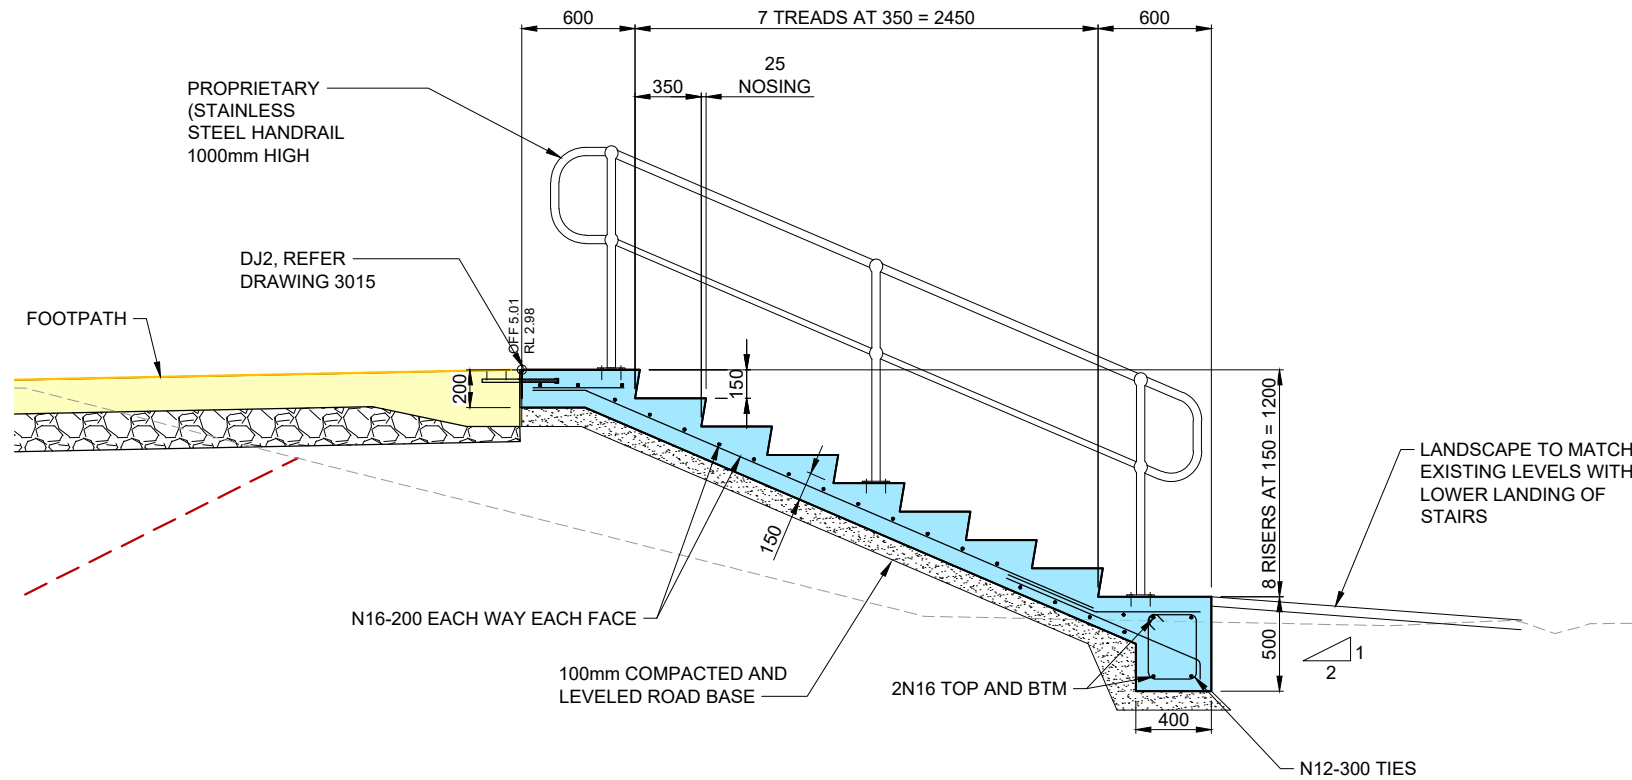 600
7 TREADS AT 350 = 2450
600
25
NOSING
350
PROPRIETARY
(STAINLESS
STEEL HANDRAIL
1000mm HIGH
DJ2, REFER
DRAWING 3015
OFF 5.01
RL 2.98
FOOTPATH
200
150
8 RISERS AT 150 = 1200
LANDSCAPE TO MATCH
EXISTING LEVELS WITH
LOWER LANDING OF
STAIRS
150
N16-200 EACH WAY EACH FACE
500
1
2
100mm COMPACTED AND
LEVELED ROAD BASE
2N16 TOP AND BTM
400
N12-300 TIES